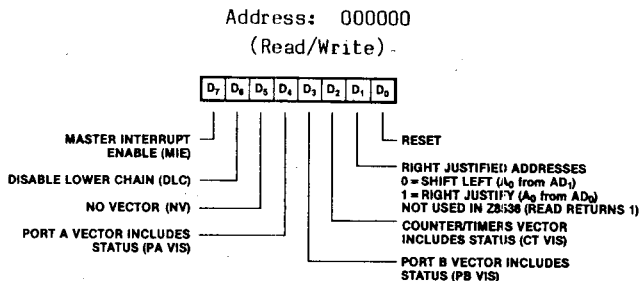 Address: 000000
(Read/Write)
D7 D6 D5 D4 D3 D2 D1 D0
MASTER INTERRUPT
ENABLE (MIE)
DISABLE LOWER CHAIN (DLC)
NO VECTOR (NV)
PORT A VECTOR INCLUDES
STATUS (PA VIS)
RESET
RIGHT JUSTIFIED ADDRESSES
0 = SHIFT LEFT (A0 from AD1)
1 = RIGHT JUSTIFY (A0 from AD0)
NOT USED IN Z8536 (READ RETURNS 1)
COUNTER/TIMERS VECTOR
INCLUDES STATUS (CT VIS)
PORT B VECTOR INCLUDES
STATUS (PB VIS)